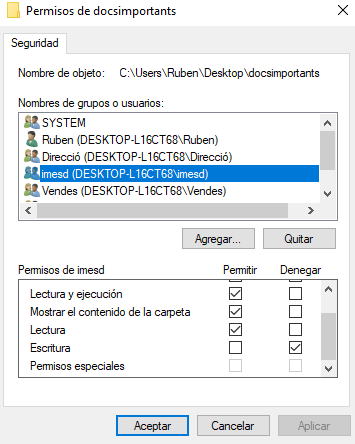 Permisos de docsimportants
Seguridad
Nombre de objeto: C:\Users\Ruben\Desktop\docsimportants
Nombres de grupos o usuarios:
SYSTEM
Ruben (DESKTOP-L16CT68\Ruben)
Direcció (DESKTOP-L16CT68\Direcció)
imesd (DESKTOP-L16CT68\imesd)
Vendes (DESKTOP-L16CT68\Vendes)
Agregar... Quitar
Permisos de imesd Permitir Denegar
Lectura y ejecución
Mostrar el contenido de la carpeta
Lectura
Escritura
Permisos especiales
Aceptar Cancelar Aplicar